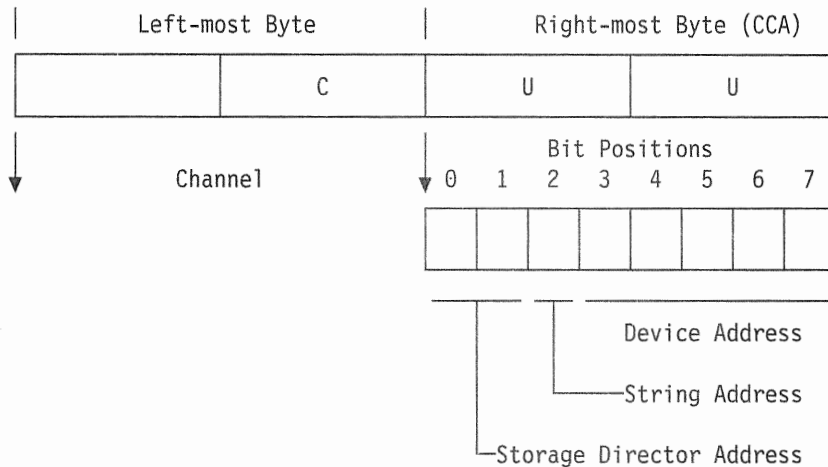 Left-most Byte Right-most Byte (CCA)
C U U
Bit Positions
Channel 0 1 2 3 4 5 6 7
Device Address
String Address
Storage Director Address